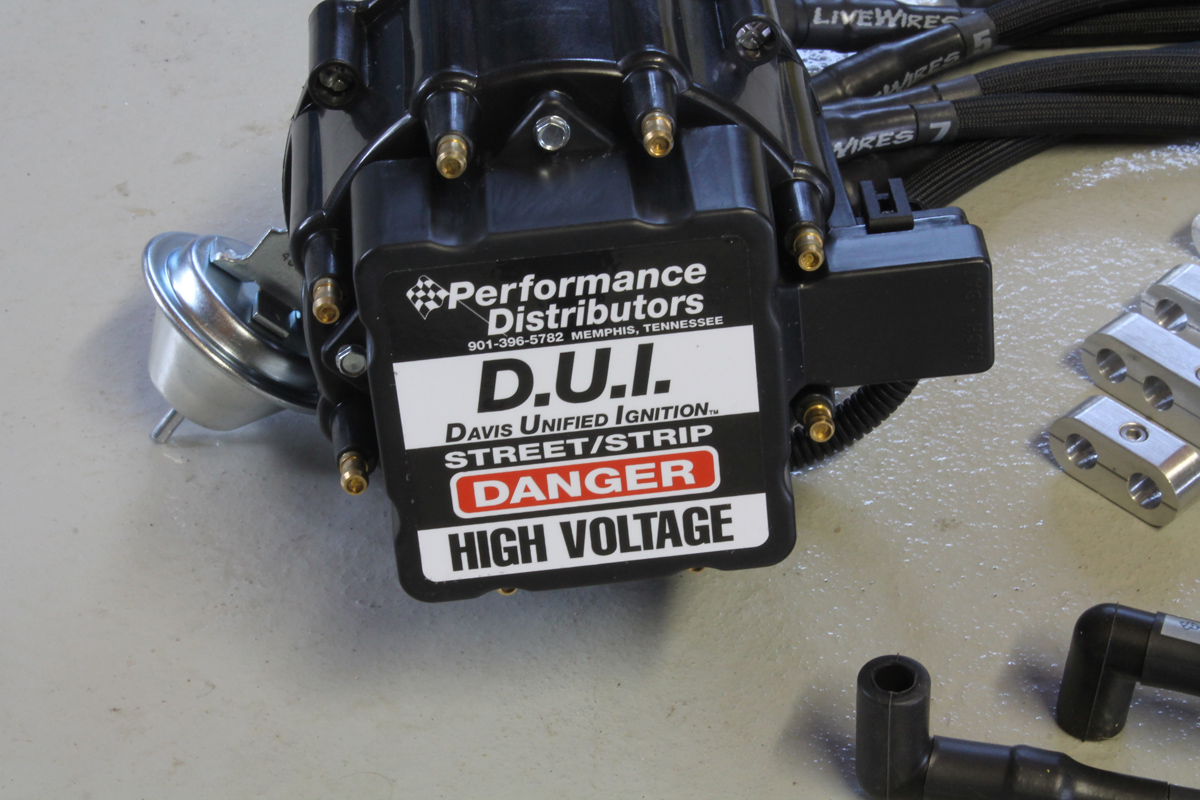 LIVEWIRES
5
WIRES
WIRES 7
Performance
Distributors
901-396-5782 MEMPHIS, TENNESSEE
D.U.I.
DAVIS UNIFIED IGNITION™
STREET/STRIP
DANGER
HIGH VOLTAGE